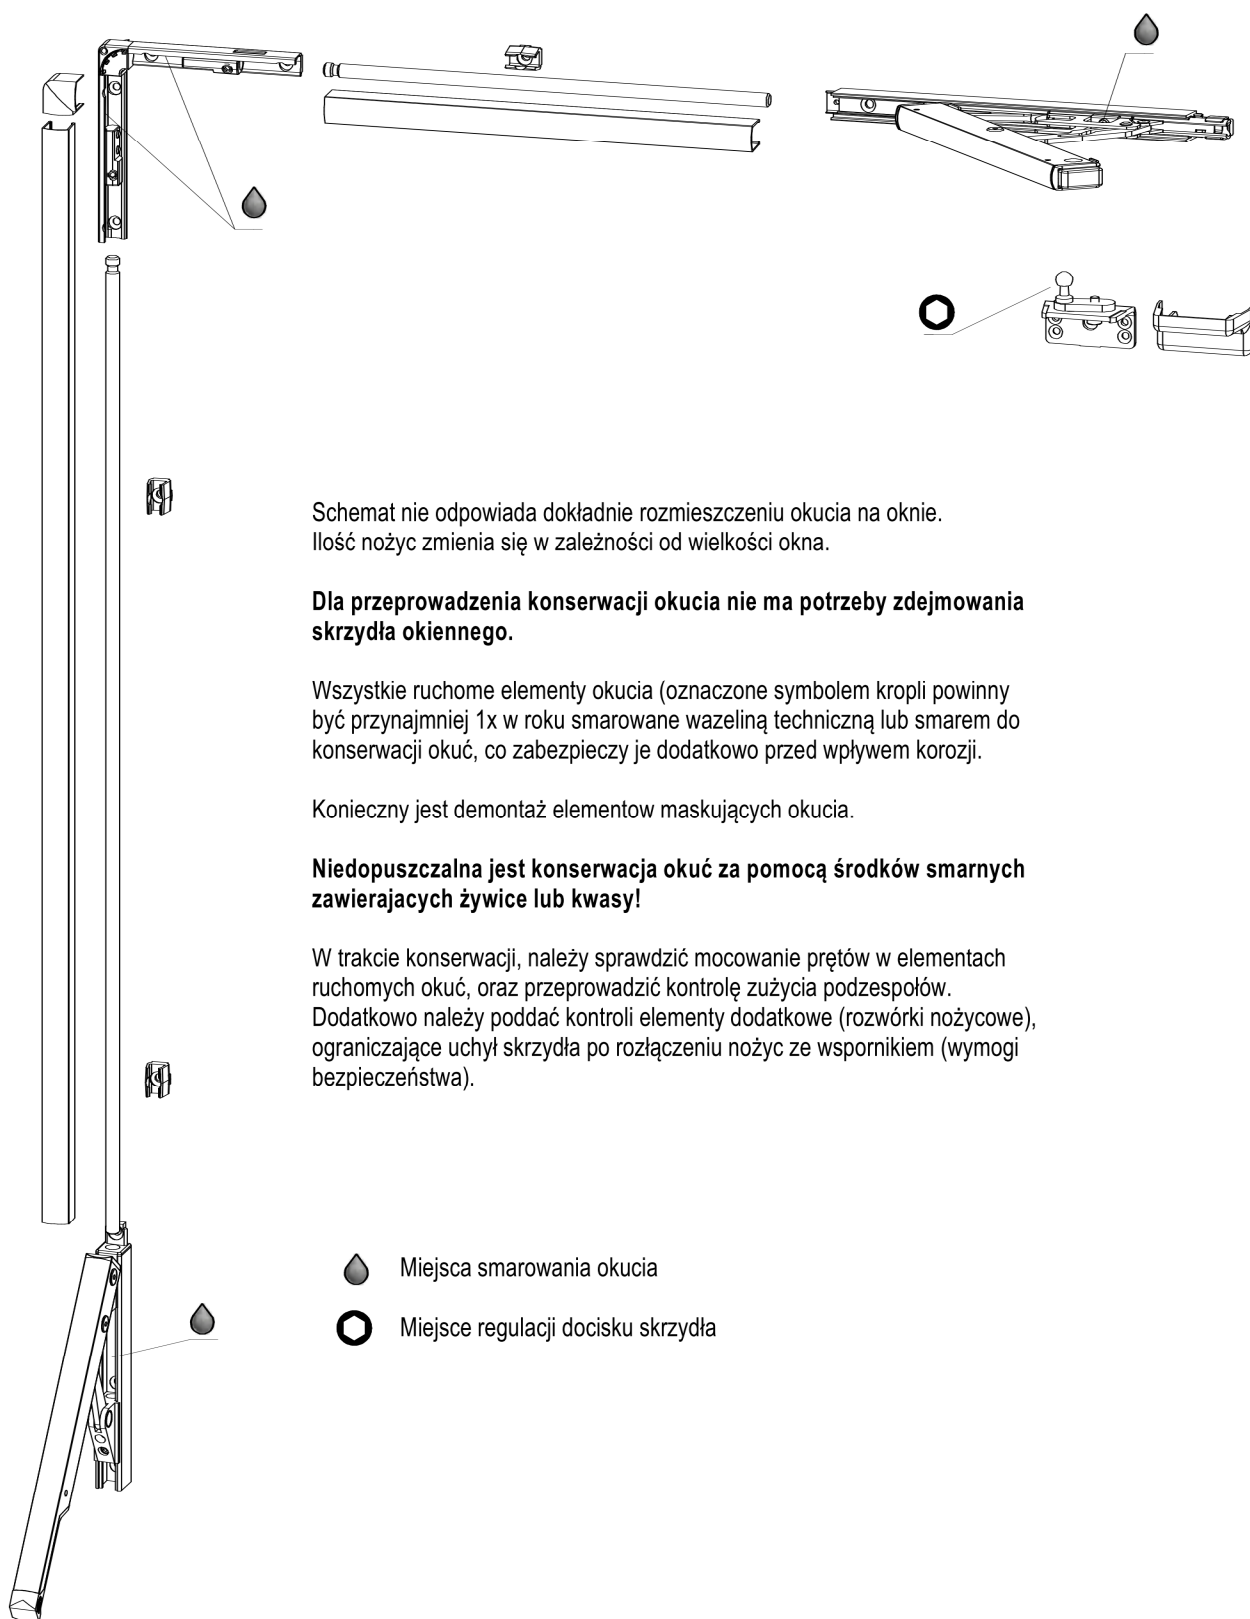 Schemat nie odpowiada dokładnie rozmieszczeniu okucia na oknie.
Ilość nożyc zmienia się w zależności od wielkości okna.
Dla przeprowadzenia konserwacji okucia nie ma potrzeby zdejmowania
skrzydła okiennego.
Wszystkie ruchome elementy okucia (oznaczone symbolem kropli powinny
być przynajmniej 1x w roku smarowane wazeliną techniczną lub smarem do
konserwacji okuć, co zabezpieczy je dodatkowo przed wpływem korozji.
Konieczny jest demontaż elementow maskujących okucia.
Niedopuszczalna jest konserwacja okuć za pomocą środków smarnych
zawierajacych żywice lub kwasy!
W trakcie konserwacji, należy sprawdzić mocowanie prętów w elementach
ruchomych okuć, oraz przeprowadzić kontrolę zużycia podzespołów.
Dodatkowo należy poddać kontroli elementy dodatkowe (rozwórki nożycowe),
ograniczające uchył skrzydła po rozłączeniu nożyc ze wspornikiem (wymogi
bezpieczeństwa).
Miejsca smarowania okucia
Miejsce regulacji docisku skrzydła